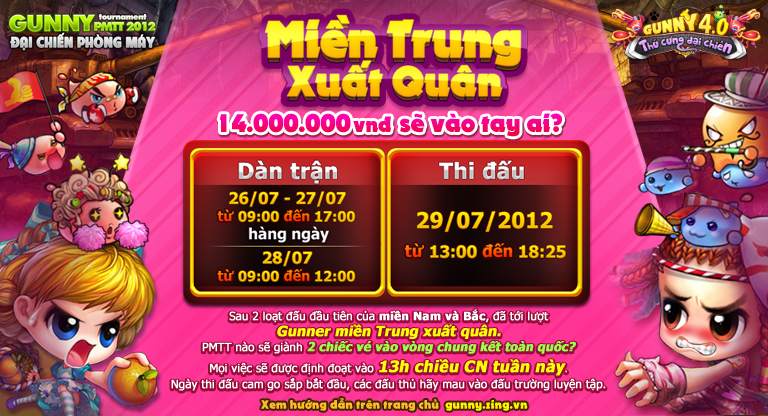 GUNNY tournament PMTT 2012
ĐẠI CHIẾN PHÒNG MÁY
GUNNY 4.0
Thú cưng đại chiến
Miền Trung
Xuất Quân
14.000.000vnd sẽ vào tay ai?
Dàn trận
26/07 - 27/07
từ 09:00 đến 17:00
hàng ngày
28/07
từ 09:00 đến 12:00
Thi đấu
29/07/2012
từ 13:00 đến 18:25
Sau 2 loạt đấu đầu tiên của miền Nam và Bắc, đã tới lượt
Gunner miền Trung xuất quân.
PMTT nào sẽ giành 2 chiếc vé vào vòng chung kết toàn quốc?
Mọi việc sẽ được định đoạt vào 13h chiều CN tuần này.
Ngày thi đấu cam go sắp bắt đầu, các đấu thủ hãy mau vào đấu trường luyện tập.
Xem hướng dẫn trên trang chủ gunny.zing.vn